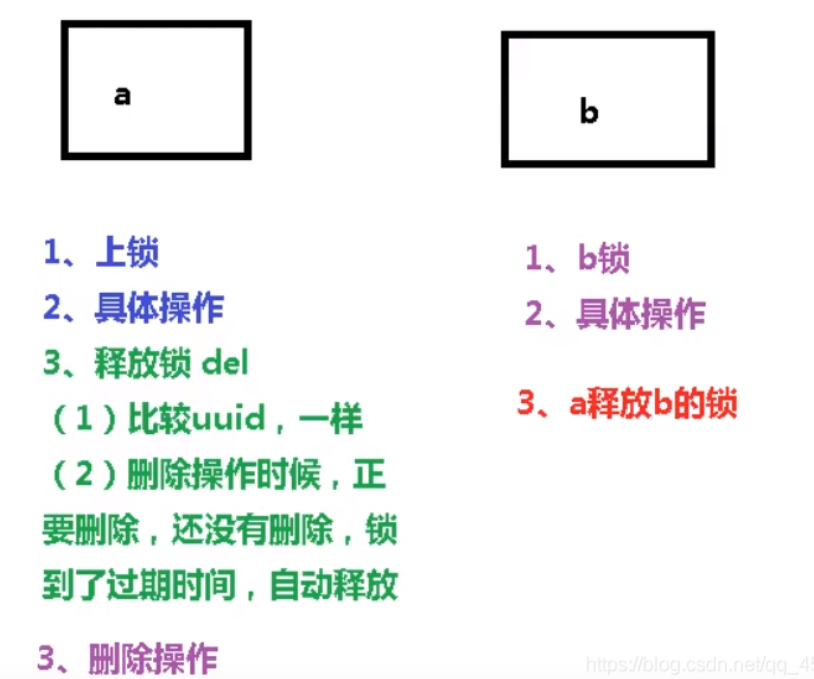 a
1、上锁
2、具体操作
3、释放锁 del
（1）比较uuid，一样
（2）删除操作时候，正
要删除，还没有删除，锁
到了过期时间，自动释放
3、删除操作
b
1、b锁
2、具体操作
3、a释放b的锁
https://blog.csdn.net/qq_45